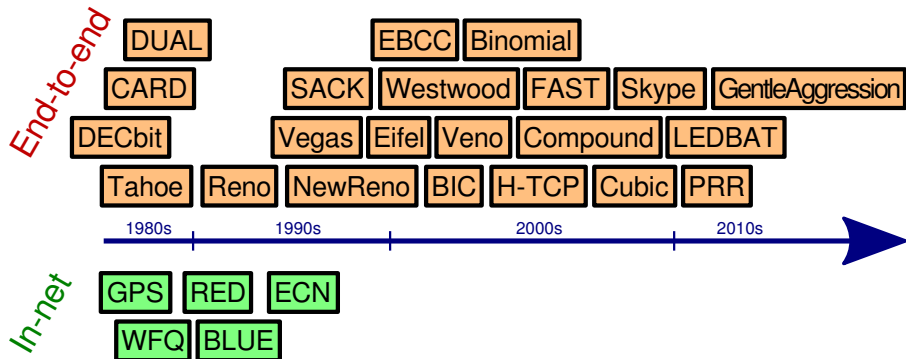 End-to-end
DUAL EBCC Binomial
CARD SACK Westwood FAST Skype GentleAggression
DECbit Vegas Eifel Veno Compound LEDBAT
Tahoe Reno NewReno BIC H-TCP Cubic PRR
1980s 1990s 2000s 2010s
In-net
GPS RED ECN
WFQ BLUE